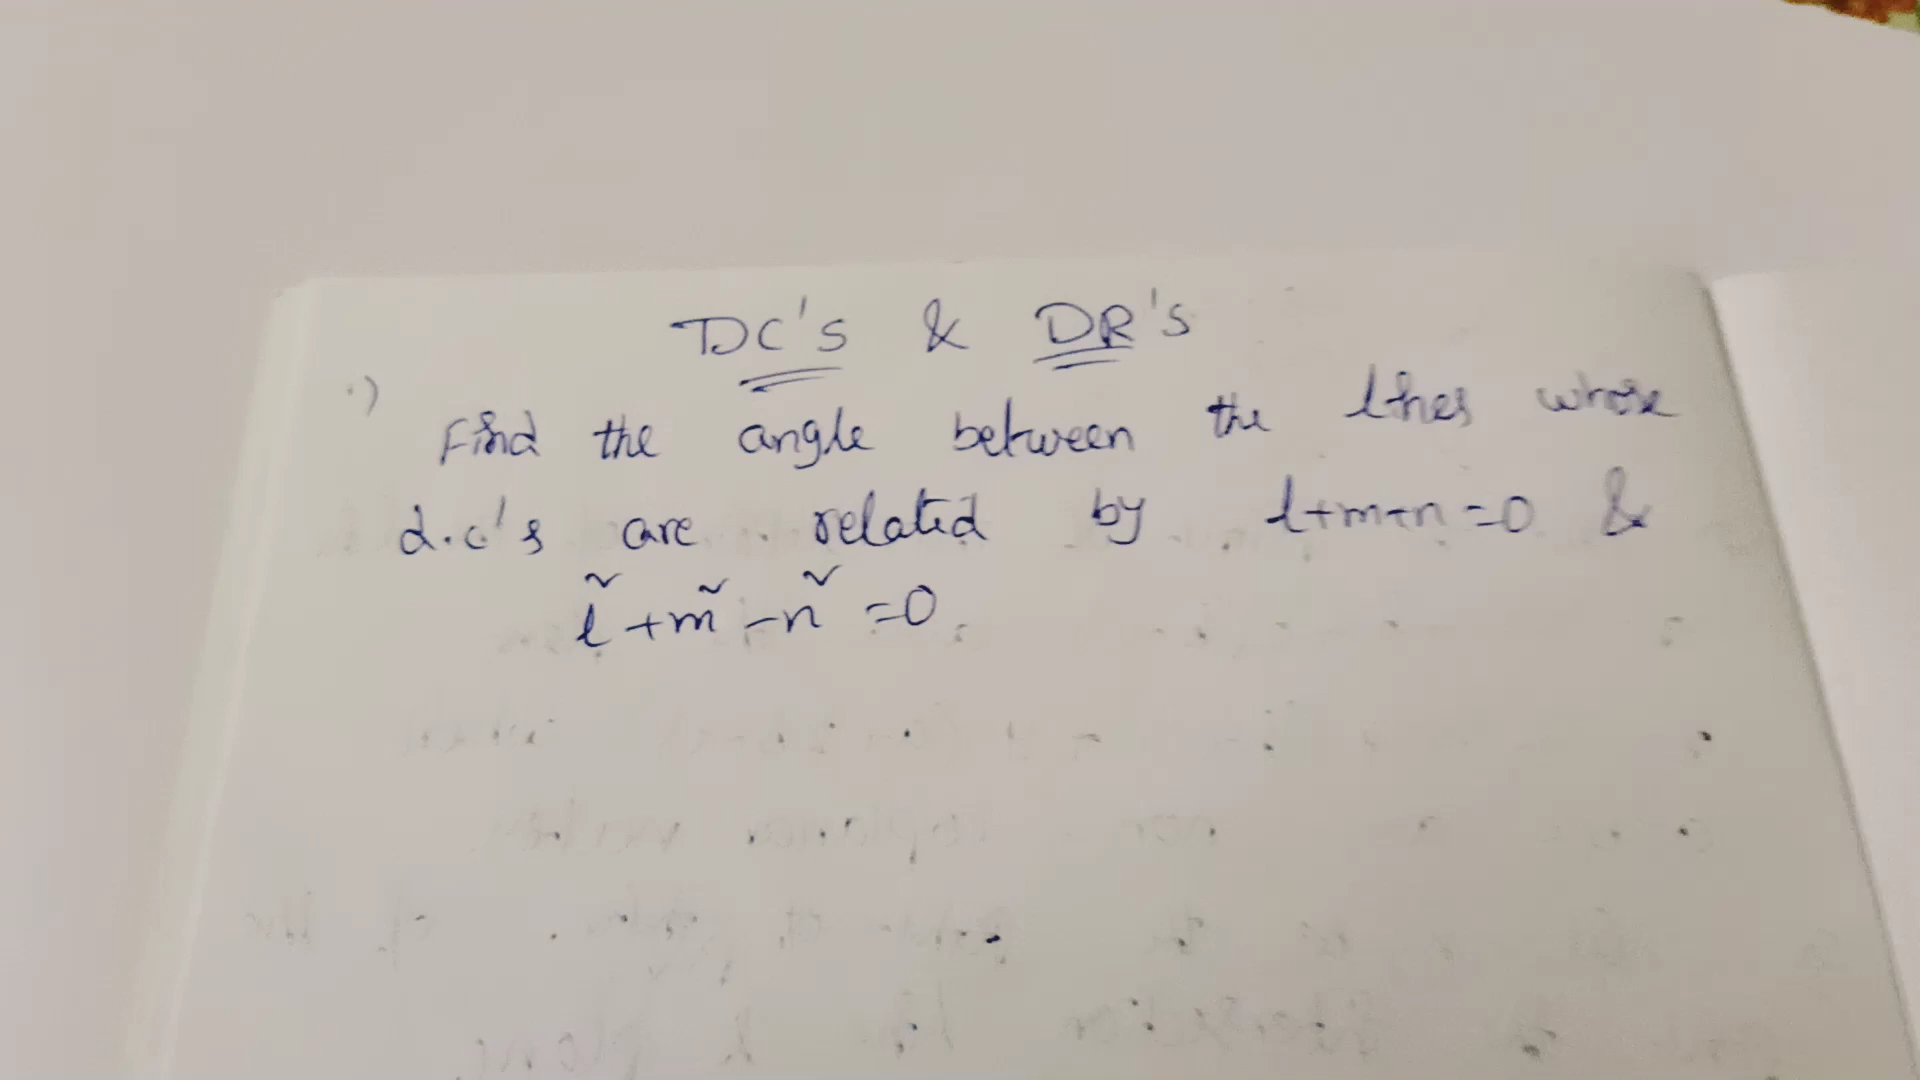 DC's & DR's
.) Find the angle between the lines whose
d.c's are related by l+m+n=0 &
l̆ +m̆ -n̆ =0